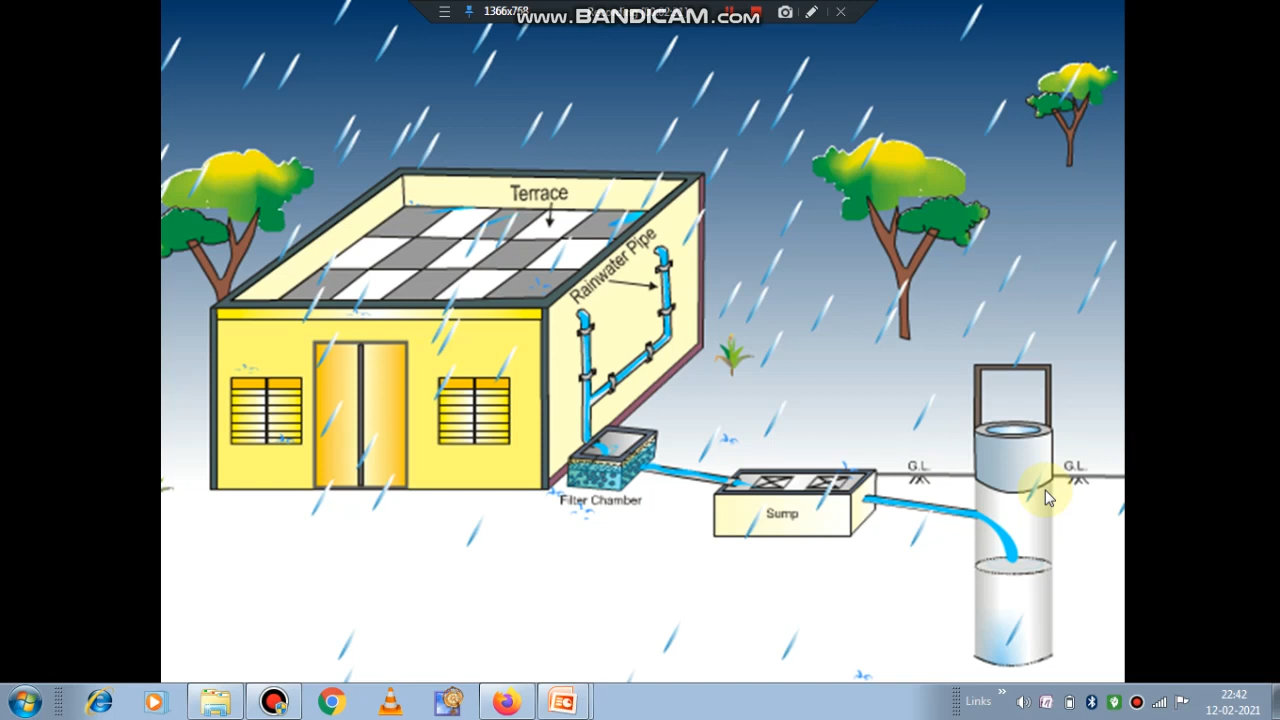 1366x768
www.BANDICAM.com
Terrace
Rainwater Pipe
G.L.
G.L.
Filter Chamber
Sump
Links
22:42
12-02-2021